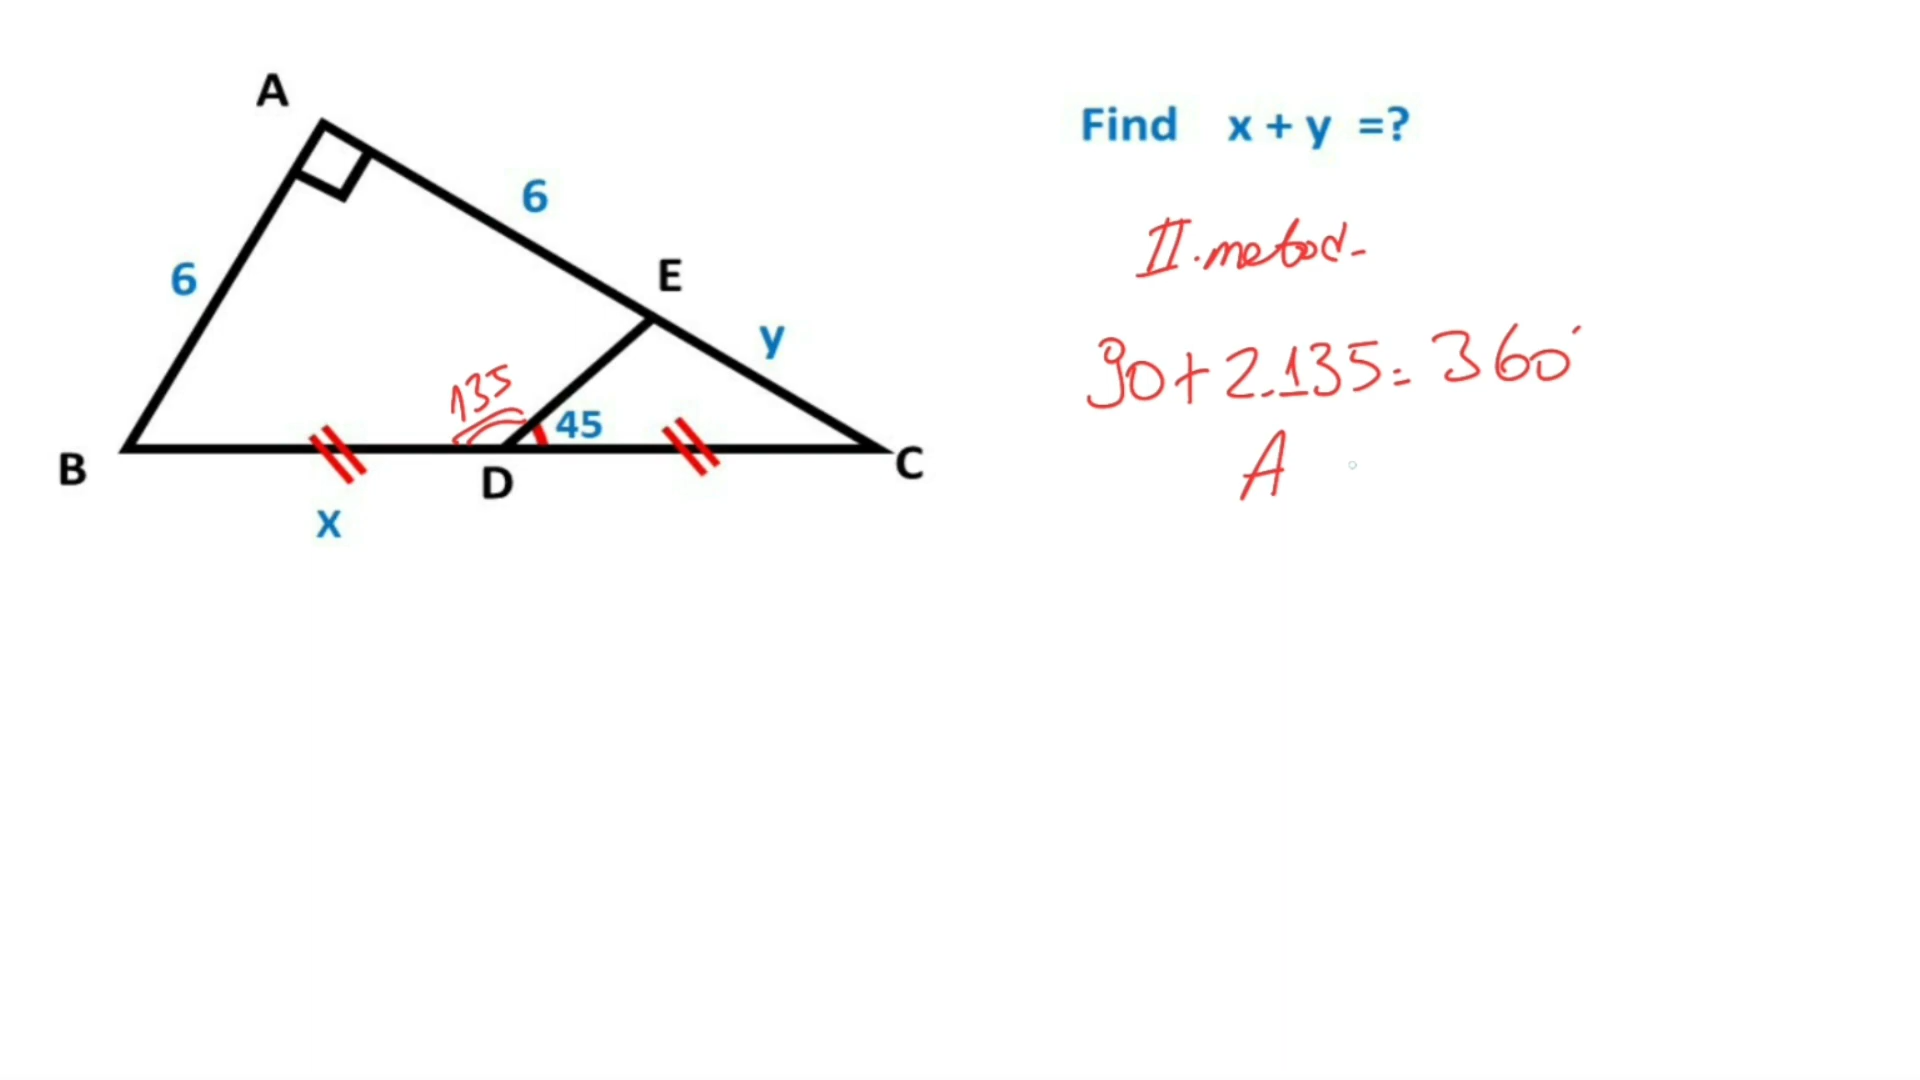 A
Find x + y =?
6
II.metod-
6
E
y
90+2.135=360°
135
45
A
B
D
C
x